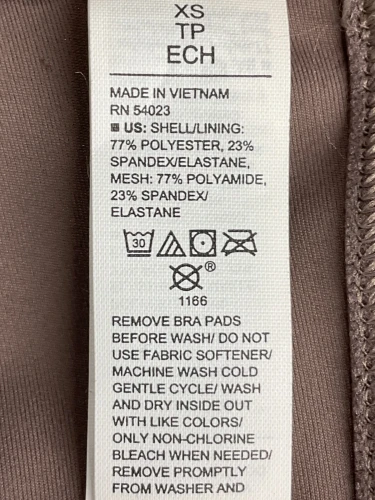 XS
TP
ECH
MADE IN VIETNAM
RN 54023
US: SHELL/LINING:
77% POLYESTER, 23%
SPANDEX/ELASTANE,
MESH: 77% POLYAMIDE,
23% SPANDEX/
ELASTANE
30
®
1166
REMOVE BRA PADS
BEFORE WASH/ DO NOT
USE FABRIC SOFTENER/
MACHINE WASH COLD
GENTLE CYCLE/ WASH
AND DRY INSIDE OUT
WITH LIKE COLORS/
ONLY NON-CHLORINE
BLEACH WHEN NEEDED/
REMOVE PROMPTLY
FROM WASHER AND